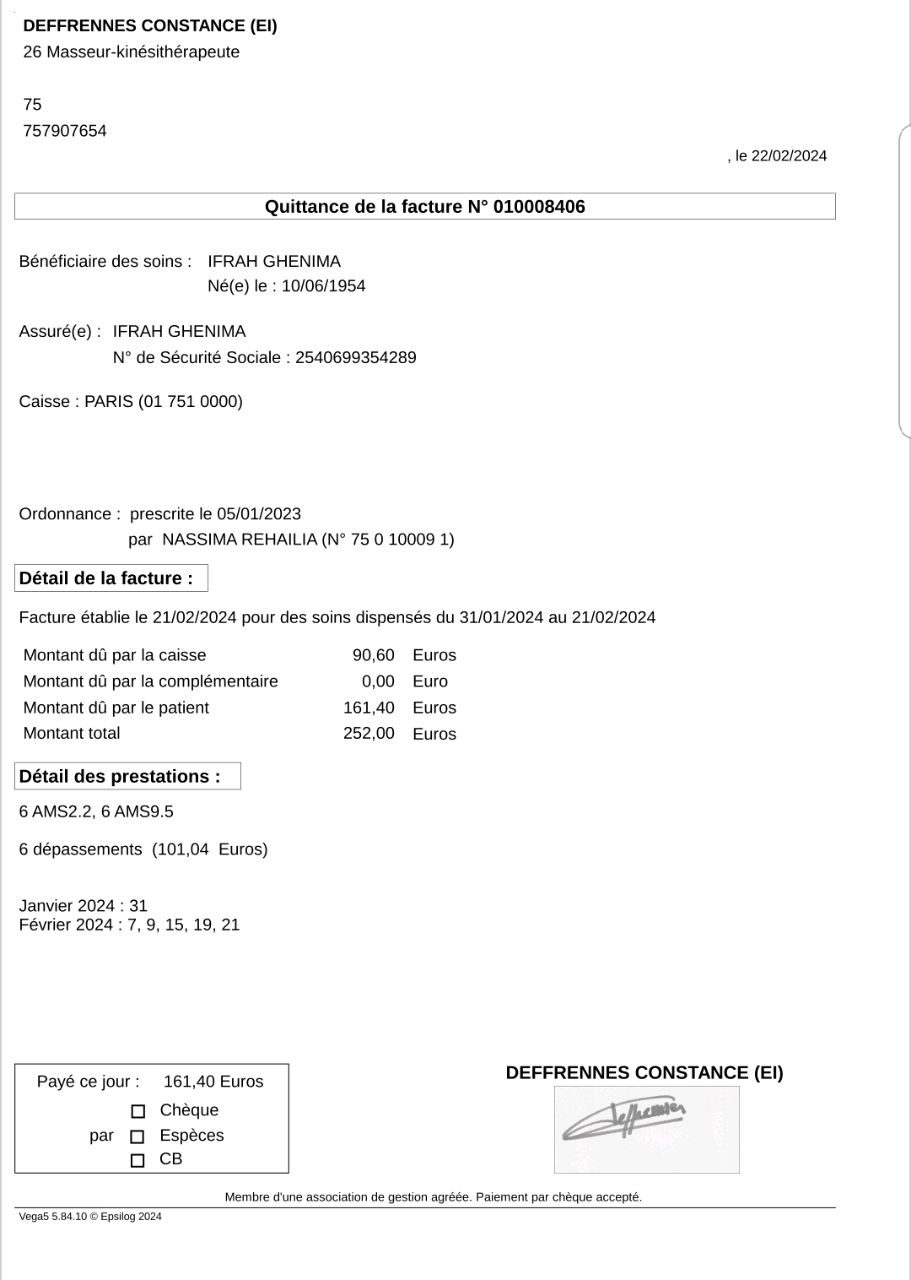 DEFFRENNES CONSTANCE (EI)
26 Masseur-kinésithérapeute
75
757907654
, le 22/02/2024
Quittance de la facture N° 010008406
Bénéficiaire des soins : IFRAH GHENIMA
Né(e) le : 10/06/1954
Assuré(e) : IFRAH GHENIMA
N° de Sécurité Sociale : 2540699354289
Caisse : PARIS (01 751 0000)
Ordonnance : prescrite le 05/01/2023
par NASSIMA REHAILIA (N° 75 0 10009 1)
Détail de la facture :
Facture établie le 21/02/2024 pour des soins dispensés du 31/01/2024 au 21/02/2024
Montant dû par la caisse 90,60 Euros
Montant dû par la complémentaire 0,00 Euro
Montant dû par le patient 161,40 Euros
Montant total 252,00 Euros
Détail des prestations :
6 AMS2.2, 6 AMS9.5
6 dépassements (101,04 Euros)
Janvier 2024 : 31
Février 2024 : 7, 9, 15, 19, 21
Payé ce jour : 161,40 Euros
Chèque
par Espèces
CB
DEFFRENNES CONSTANCE (EI)
Deffrennes
Membre d'une association de gestion agréée. Paiement par chèque accepté.
Vega5 5.84.10 © Epsilog 2024